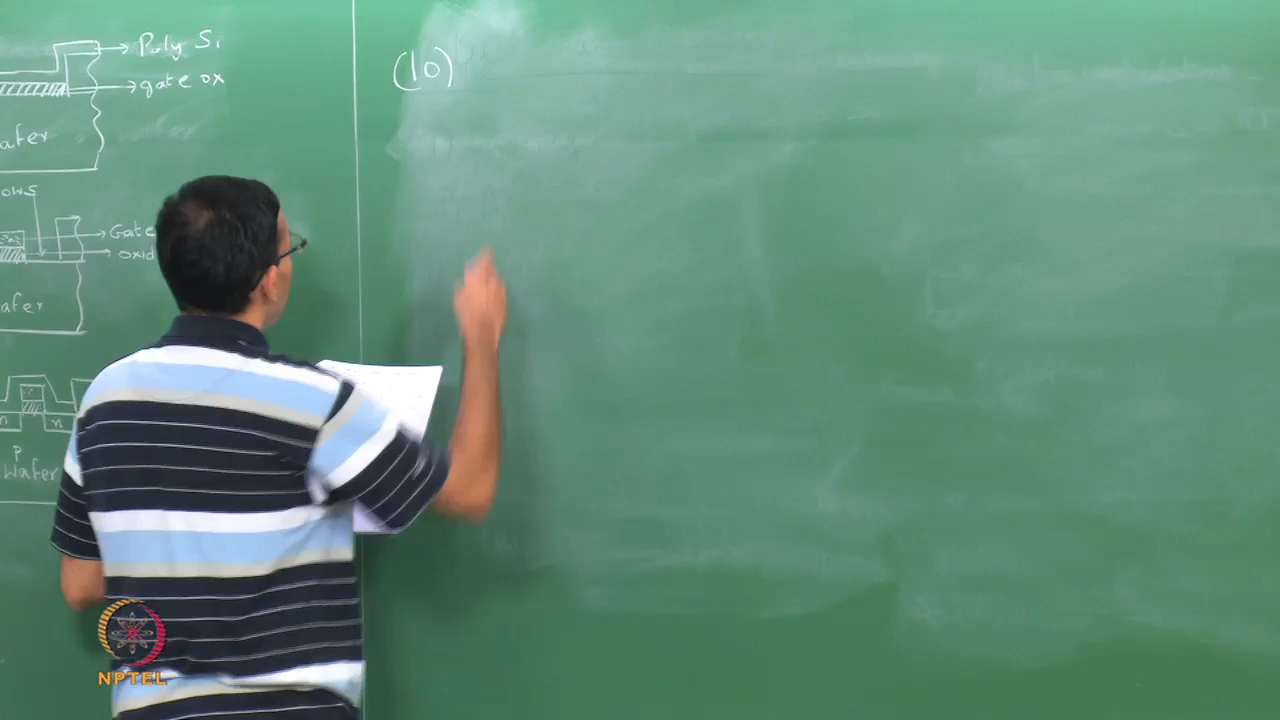 Poly Si
gate ox
(10)
afer
ows
Gate
oxid
afer
n n
P
Wafer
NPTEL